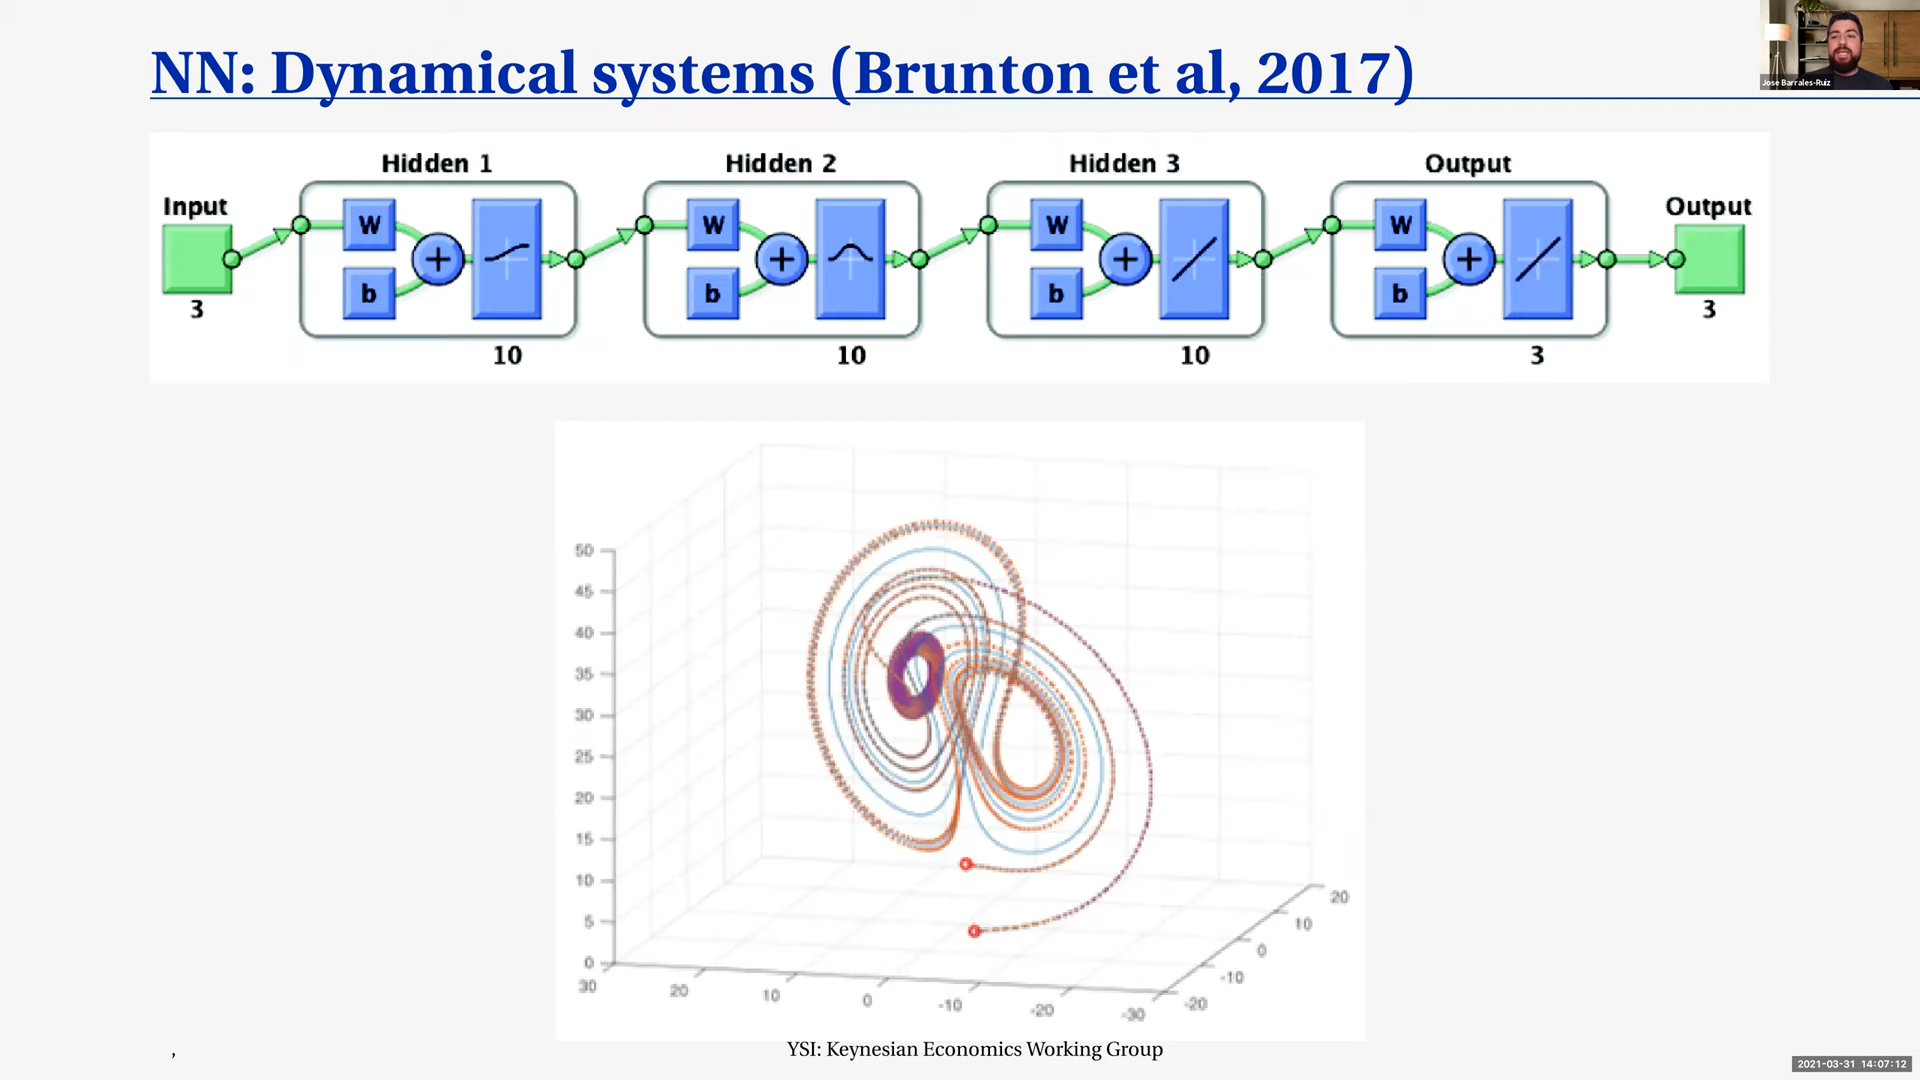 NN: Dynamical systems (Brunton et al, 2017)
Jose Barrales-Ruiz
Hidden 1
Hidden 2
Hidden 3
Output
Input
Output
W
W
W
W
b
b
b
b
3
3
10
10
10
3
50
45
40
35
30
25
20
15
10
5
0
30
20
10
0
-10
-20
-30
20
10
0
-10
-20
,
YSI: Keynesian Economics Working Group
2021-03-31 14:07:12